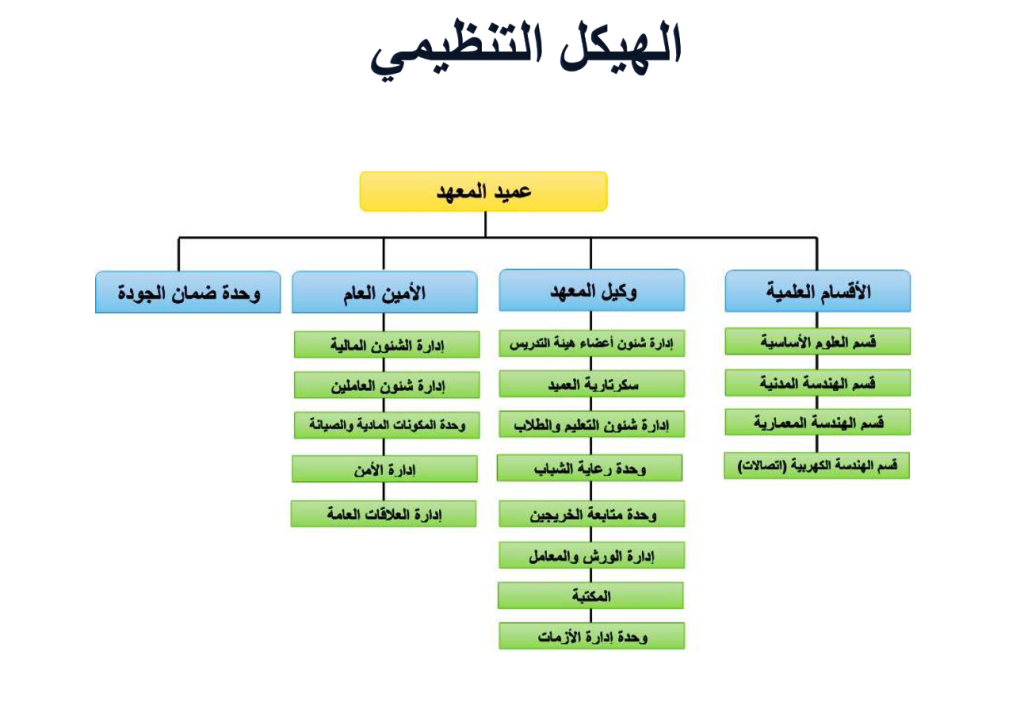 الهيكل التنظيمي
عميد المعهد
الأقسام العلمية
قسم العلوم الأساسية
قسم الهندسة المدنية
قسم الهندسة المعمارية
قسم الهندسة الكهربية (اتصالات)
وكيل المعهد
إدارة شئون أعضاء هيئة التدريس
سكرتارية العميد
إدارة شئون التعليم والطلاب
وحدة رعاية الشباب
وحدة متابعة الخريجين
إدارة الورش والمعامل
المكتبة
وحدة إدارة الأزمات
الأمين العام
إدارة الشئون المالية
إدارة شئون العاملين
وحدة المكونات المادية والصيانة
إدارة الأمن
إدارة العلاقات العامة
وحدة ضمان الجودة